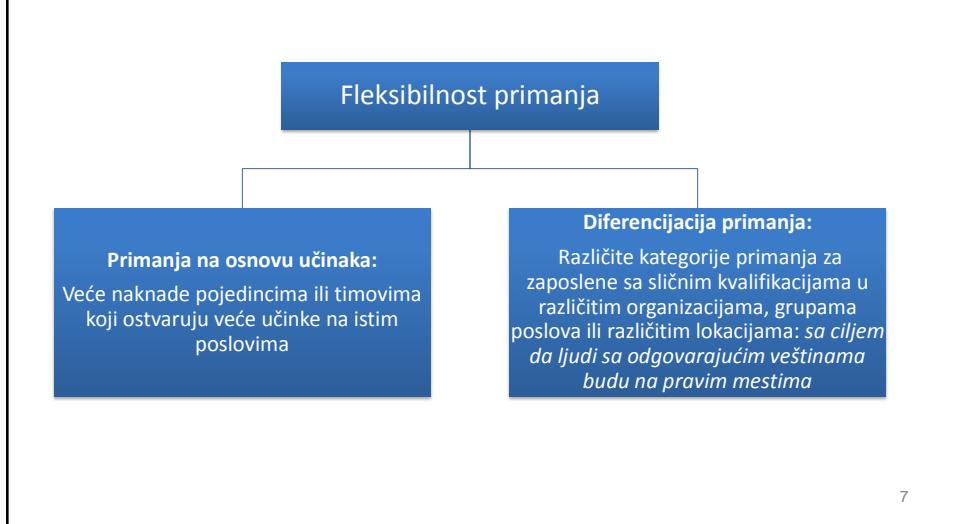 Fleksibilnost primanja
Primanja na osnovu učinaka:
Veće naknade pojedincima ili timovima
koji ostvaruju veće učinke na istim
poslovima
Diferencijacija primanja:
Različite kategorije primanja za
zaposlene sa sličnim kvalifikacijama u
različitim organizacijama, grupama
poslova ili različitim lokacijama: sa ciljem
da ljudi sa odgovarajućim veštinama
budu na pravim mestima
7